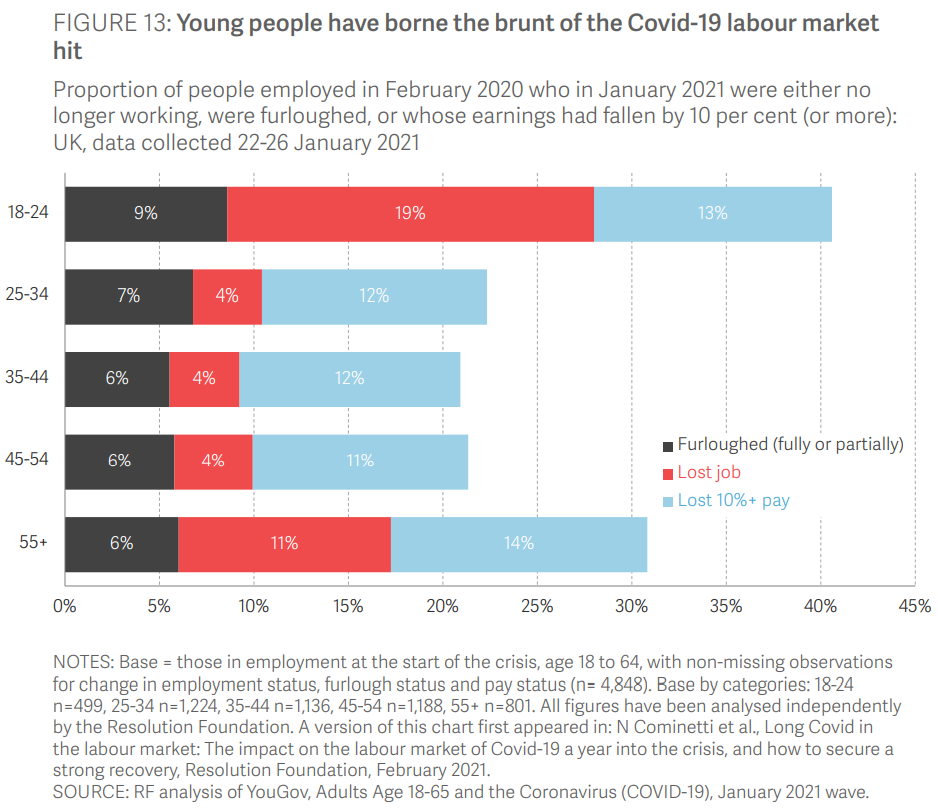 FIGURE 13: Young people have borne the brunt of the Covid-19 labour market
hit
Proportion of people employed in February 2020 who in January 2021 were either no
longer working, were furloughed, or whose earnings had fallen by 10 per cent (or more):
UK, data collected 22-26 January 2021
18-24 9% 19% 13%
25-34 7% 4% 12%
35-44 6% 4% 12%
45-54 6% 4% 11%
55+ 6% 11% 14%
Furloughed (fully or partially)
Lost job
Lost 10%+ pay
0% 5% 10% 15% 20% 25% 30% 35% 40% 45%
NOTES: Base = those in employment at the start of the crisis, age 18 to 64, with non-missing observations
for change in employment status, furlough status and pay status (n= 4,848). Base by categories: 18-24
n=499, 25-34 n=1,224, 35-44 n=1,136, 45-54 n=1,188, 55+ n=801. All figures have been analysed independently
by the Resolution Foundation. A version of this chart first appeared in: N Cominetti et al., Long Covid in
the labour market: The impact on the labour market of Covid-19 a year into the crisis, and how to secure a
strong recovery, Resolution Foundation, February 2021.
SOURCE: RF analysis of YouGov, Adults Age 18-65 and the Coronavirus (COVID-19), January 2021 wave.